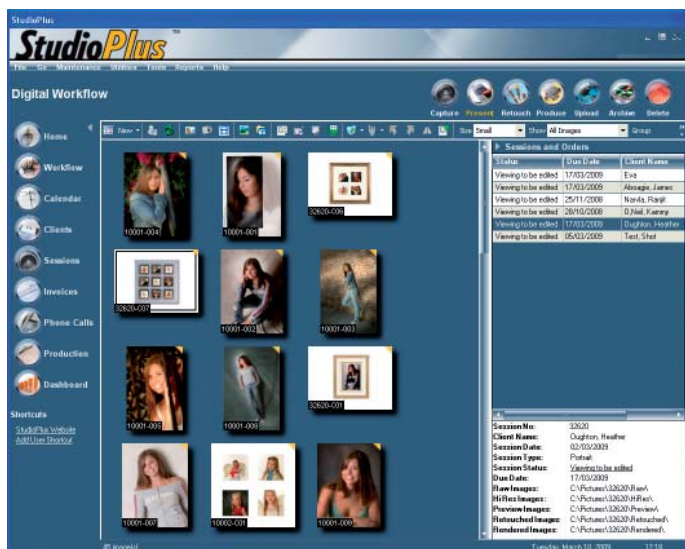 StudioPlus
StudioPlus™
File Go Maintenance Utilities Tools Reports Help
Digital Workflow
Capture Present Retouch Produce Upload Archive Delete
New Size Small Show All Images Group
Home
Workflow
Calendar
Clients
Sessions
Invoices
Phone Calls
Production
Dashboard
Shortcuts
StudioPlus Website
Add User Shortcut
10001-004
10001-001
32620-006
32620-007
10001-002
10001-003
10001-005
10001-008
32620-001
10001-007
10002-001
10001-009
Sessions and Orders
Status Due Date Client Name
Viewing to be edited 17/03/2009 Eva
Viewing to be edited 17/03/2009 Absagie, James
Viewing to be edited 25/11/2008 Ranjit
Viewing to be edited 28/10/2008 O,Neil,
Viewing to be edited 17/03/2009 Oughton, Heather
Viewing to be edited 05/03/2009 Test, Shot
Session No: 32620
Client Name: Oughton, Heather
Session Date: 02/03/2009
Session Type: Portrait
Session Status: Viewing to be edited
Due Date: 17/03/2009
Raw Images: C:\Pictures\32620\Raw\
HiRes Images: C:\Pictures\32620\HiRes\
Preview Images: C:\Pictures\32620\Preview\
Retouched Images: C:\Pictures\32620\Retouched\
Rendered Images: C:\Pictures\32620\Rendered\
Tuesday, March 10, 2009 12:19